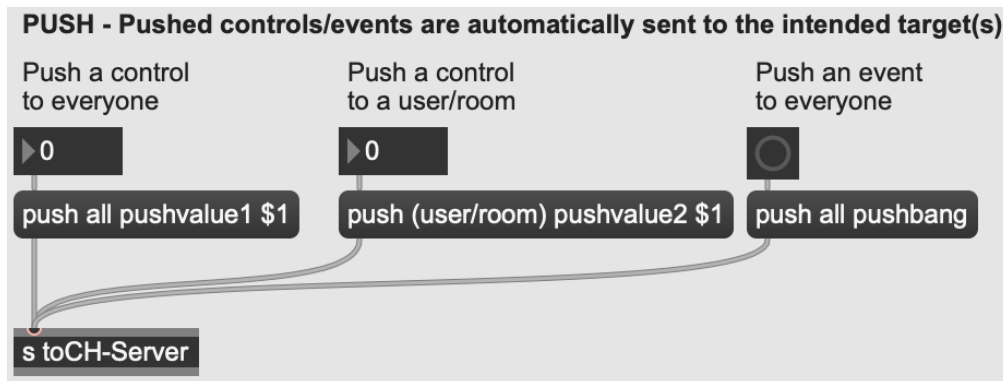 PUSH - Pushed controls/events are automatically sent to the intended target(s)
Push a control
to everyone
Push a control
to a user/room
Push an event
to everyone
0
0
push all pushvalue1 $1
push (user/room) pushvalue2 $1
push all pushbang
s toCH-Server